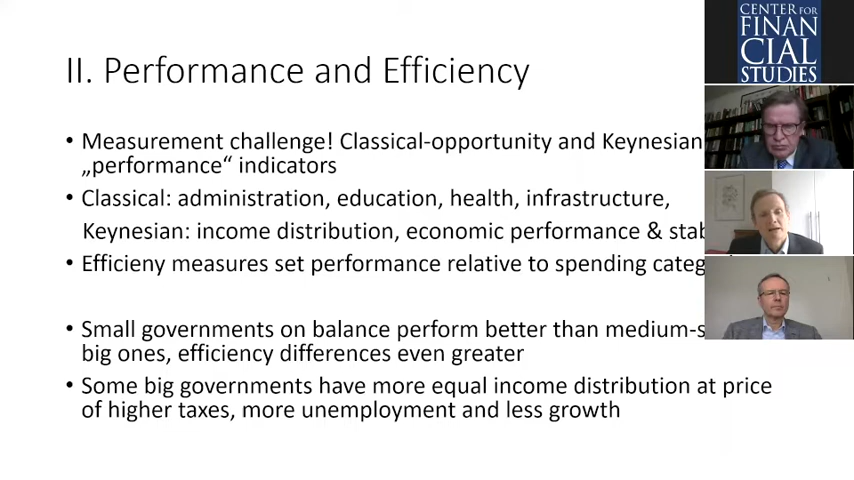 CENTER FOR
FINAN
CIAL
STUDIES
II. Performance and Efficiency
• Measurement challenge! Classical-opportunity and Keynesian
„performance“ indicators
• Classical: administration, education, health, infrastructure,
Keynesian: income distribution, economic performance &
• Efficieny measures set performance relative to spending
• Small governments on balance perform better than
big ones, efficiency differences even greater
• Some big governments have more equal income distribution at price
of higher taxes, more unemployment and less growth